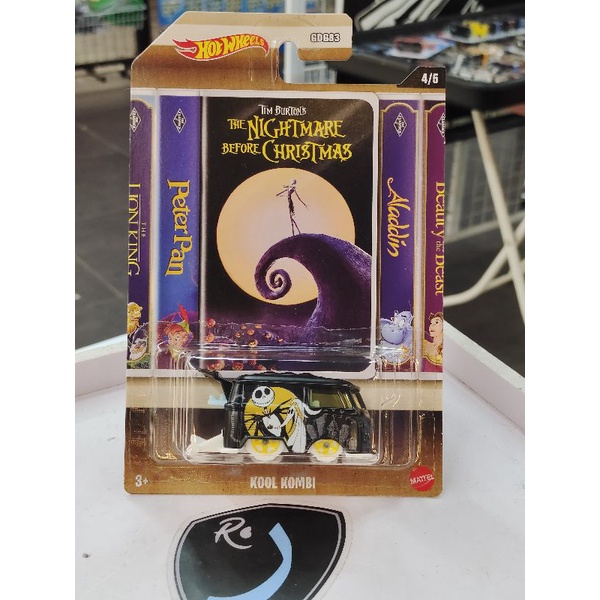 HOT WHEELS
GDG83
4/5
TIM BURTON'S
THE NIGHTMARE
BEFORE CHRISTMAS
THE
LION KING
Peter Pan
Aladdin
Beauty
and the
Beast
3+
KOOL KOMBI
MATTEL
Rs